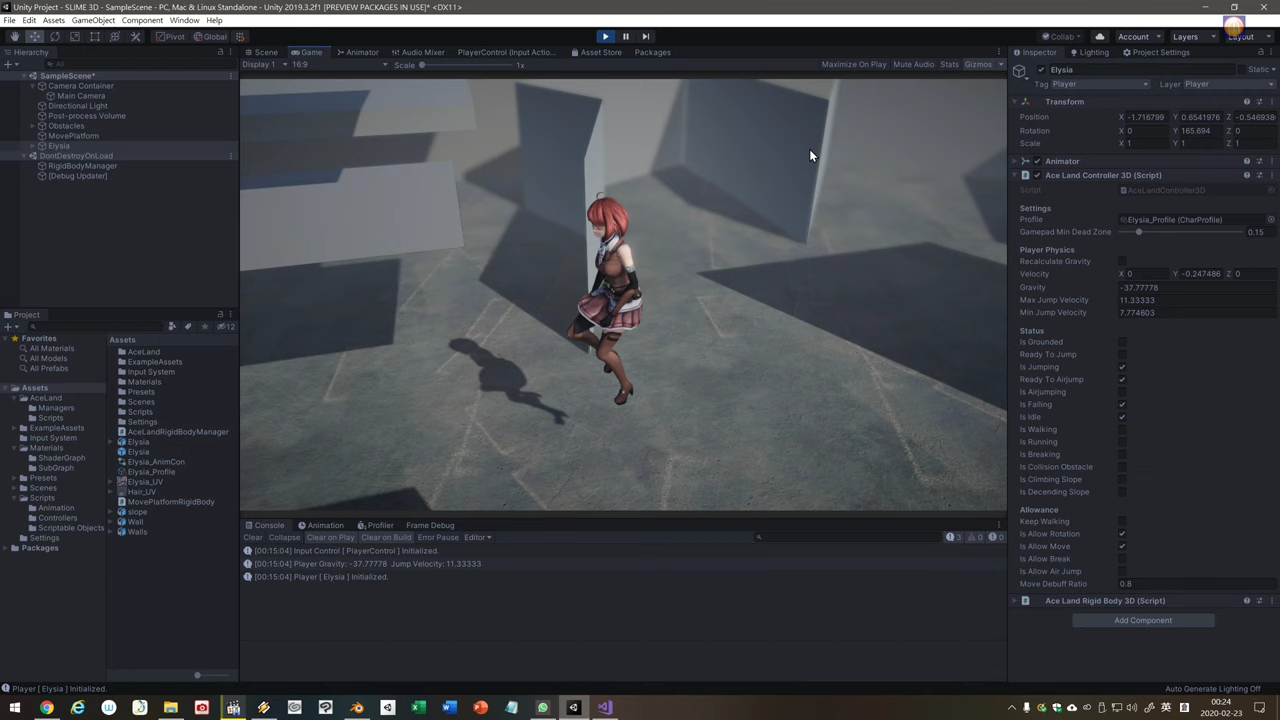 Unity Project - SLIME 3D - SampleScene - PC, Mac & Linux Standalone - Unity 2019.3.2f1 [PREVIEW PACKAGES IN USE]* <DX11>
File Edit Assets GameObject Component Window Help
Pivot Global Collab Account Layers Layout
Hierarchy
All
SampleScene*
Camera Container
Main Camera
Directional Light
Post-process Volume
Obstacles
MovePlatform
Elysia
DontDestroyOnLoad
RigidBodyManager
[Debug Updater]
Scene Game Animator Audio Mixer PlayerControl (Input Actio... Asset Store Packages
Display 1 16:9 Scale 1x Maximize On Play Mute Audio Stats Gizmos
Inspector Lighting Project Settings
Elysia Static
Tag Player Layer Player
Transform
Position X -1.716799 Y 0.6541976 Z -0.546938
Rotation X 0 Y 165.694 Z 0
Scale X 1 Y 1 Z 1
Animator
Ace Land Controller 3D (Script)
Script AceLandController3D
Settings
Profile Elysia_Profile (CharProfile)
Gamepad Min Dead Zone 0.15
Player Physics
Recalculate Gravity
Velocity X 0 Y -0.247486 Z 0
Gravity -37.77778
Max Jump Velocity 11.33333
Min Jump Velocity 7.774603
Status
Is Grounded
Ready To Jump
Is Jumping
Ready To Airjump
Is Airjumping
Is Falling
Is Idle
Is Walking
Is Running
Is Breaking
Is Collision Obstacle
Is Climbing Slope
Is Decending Slope
Allowance
Keep Walking
Is Allow Rotation
Is Allow Move
Is Allow Break
Is Allow Air Jump
Move Debuff Ratio 0.8
Ace Land Rigid Body 3D (Script)
Add Component
Project
12
Favorites
All Materials
All Models
All Prefabs
Assets
AceLand
Managers
Scripts
ExampleAssets
Input System
Materials
ShaderGraph
SubGraph
Presets
Scenes
Scripts
Animation
Controllers
Scriptable Objects
Settings
Packages
Assets
AceLand
ExampleAssets
Input System
Materials
Presets
Scenes
Scripts
Settings
AceLandRigidBodyManager
Elysia
Elysia
Elysia_AnimCon
Elysia_Profile
Elysia_UV
Hair_UV
MovePlatformRigidBody
slope
Wall
Walls
Console Animation Profiler Frame Debug
Clear Collapse Clear on Play Clear on Build Error Pause Editor 3 0 0
[00:15:04] Input Control [ PlayerControl ] Initialized.
[00:15:04] Player Gravity: -37.77778 Jump Velocity: 11.33333
[00:15:04] Player [ Elysia ] Initialized.
Player [ Elysia ] Initialized.
Auto Generate Lighting Off
英
00:24
2020-02-23